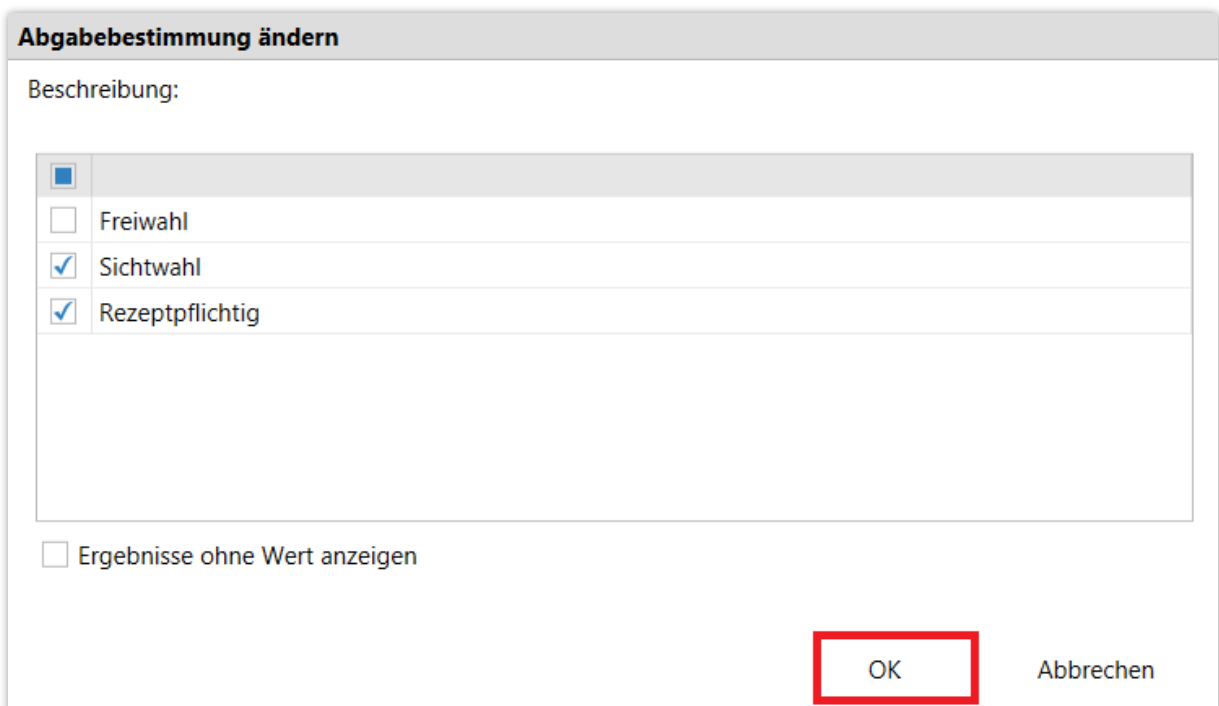 Abgabebestimmung ändern
Beschreibung:
Freiwahl
Sichtwahl
Rezeptpflichtig
Ergebnisse ohne Wert anzeigen
OK Abbrechen